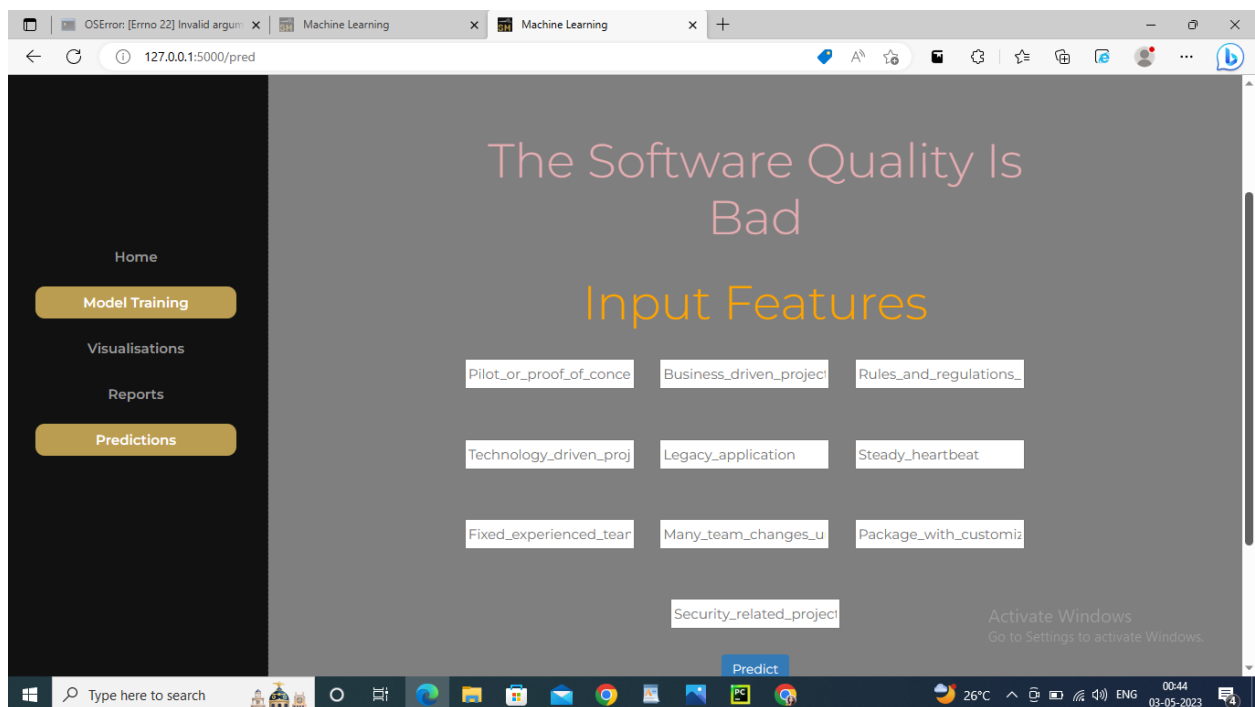 OSError: [Errno 22] Invalid argum
Machine Learning
Machine Learning
127.0.0.1:5000/pred
The Software Quality Is
Bad
Home
Model Training
Visualisations
Reports
Predictions
Input Features
Pilot_or_proof_of_conce
Business_driven_project
Rules_and_regulations_
Technology_driven_proj
Legacy_application
Steady_heartbeat
Fixed_experienced_tear
Many_team_changes_u
Package_with_customiz
Security_related_project
Predict
Activate Windows
Go to Settings to activate Windows.
Type here to search
26°C
ENG
00:44
03-05-2023
4